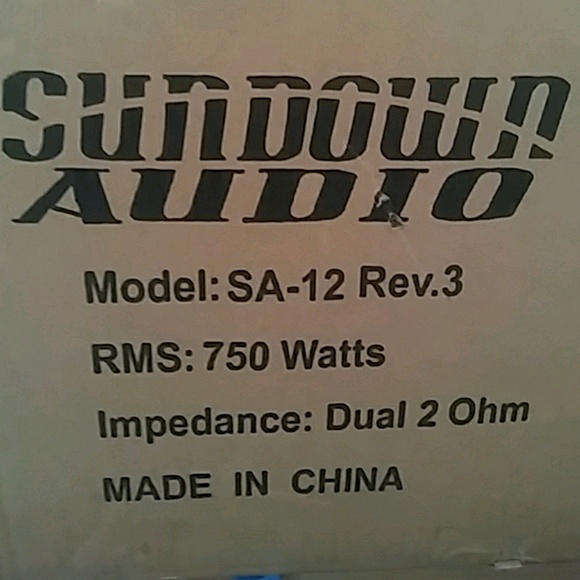 SUNDOWN
AUDIO
Model: SA-12 Rev.3
RMS: 750 Watts
Impedance: Dual 2 Ohm
MADE IN CHINA